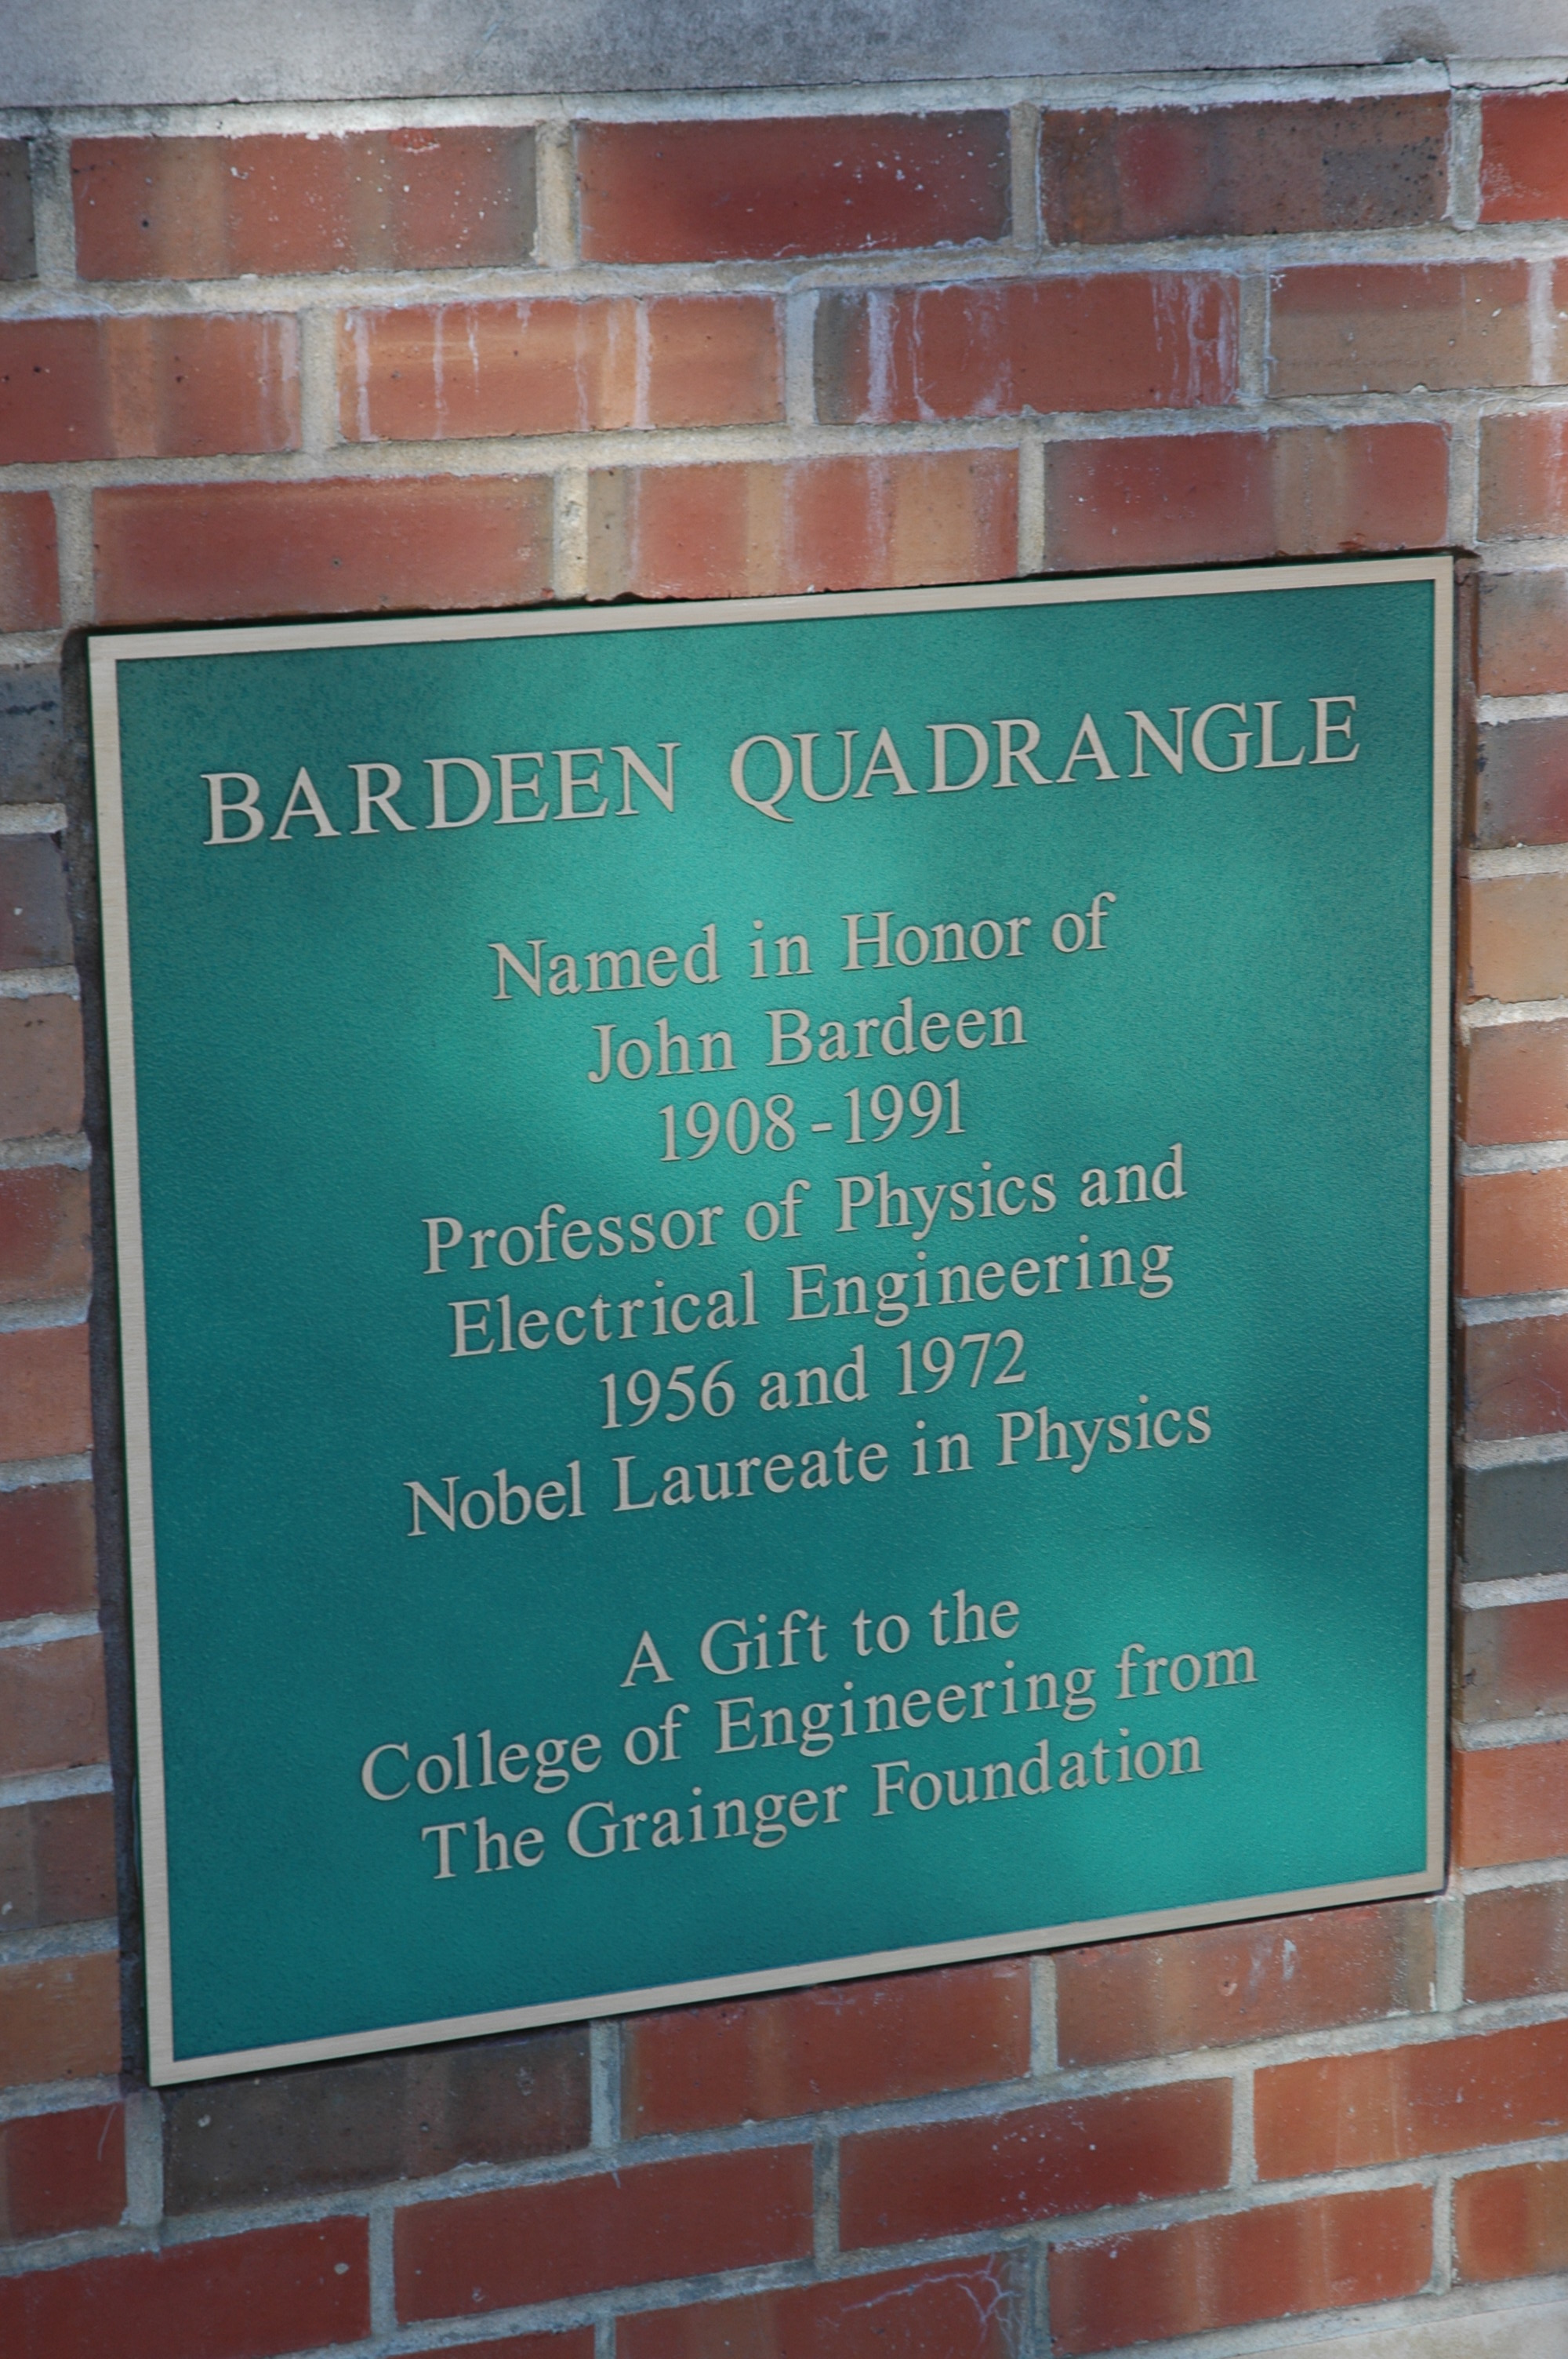 BARDEEN QUADRANGLE
Named in Honor of
John Bardeen
1908-1991
Professor of Physics and
Electrical Engineering
1956 and 1972
Nobel Laureate in Physics
A Gift to the
College of Engineering from
The Grainger Foundation